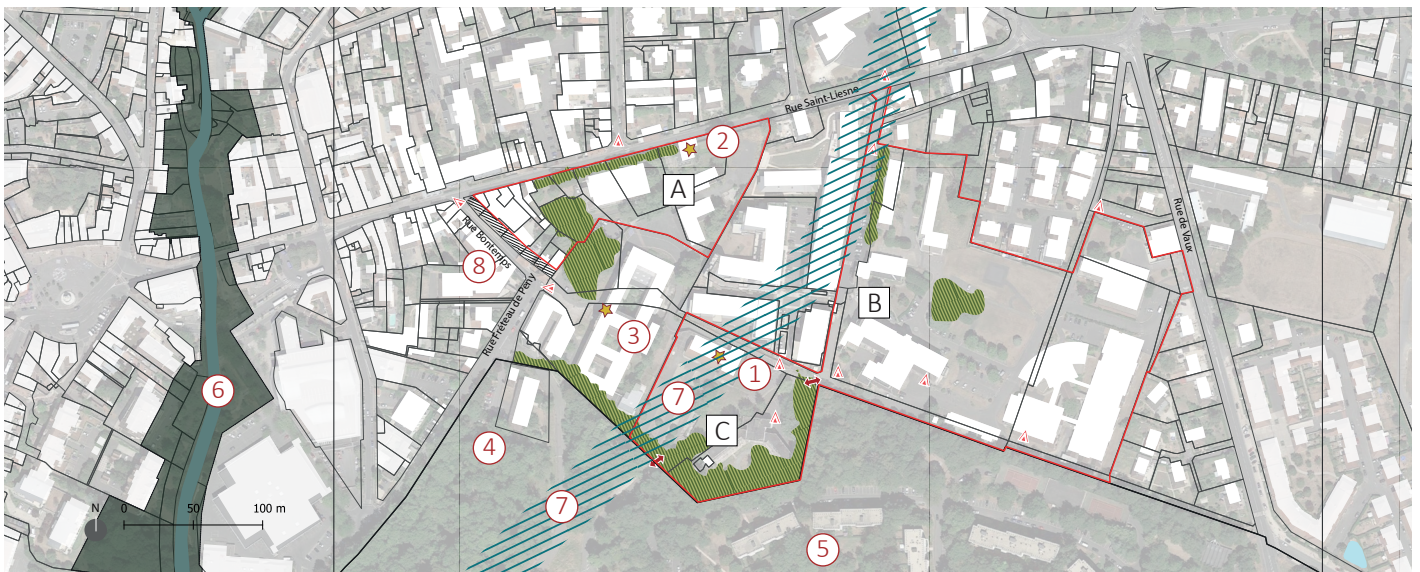 Rue Saint-Liesne
2
A
Rue Bontemps
8
Rue de Vaux
B
Rue Fréteau de Pény
3
1
6
7
C
4
N
0 50 100 m
7
5